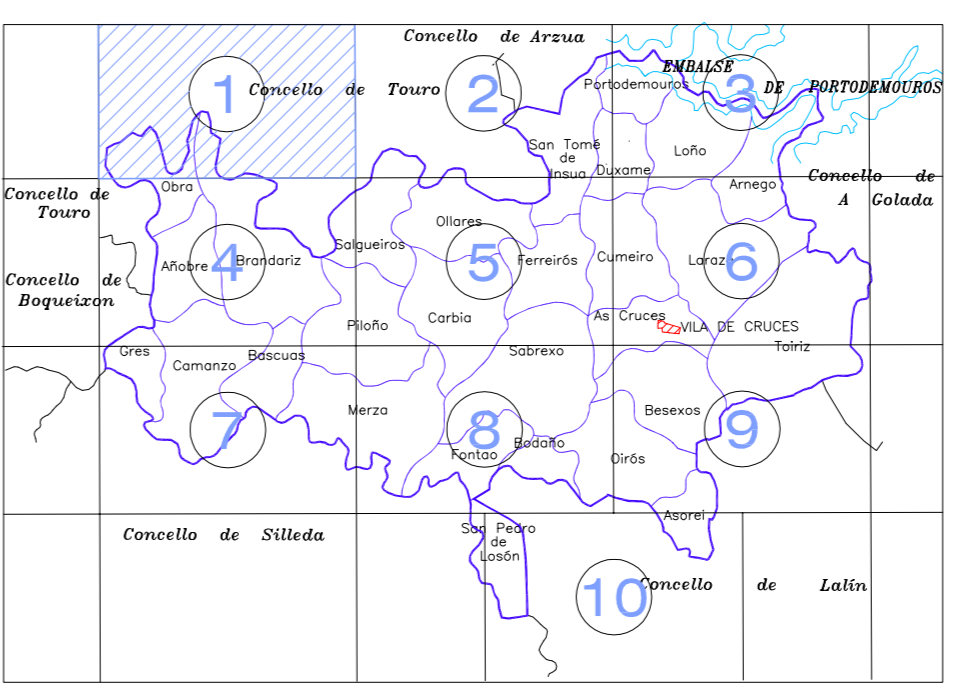 Concello de Arzua
EMBALSE
1
Concello de Touro
2
Portodemouros
3
DE PORTODEMOUROS
San Tomé
de
Insua
Duxame
Loño
Concello de
A Golada
Arnego
Concello de
Touro
Obra
Ollares
Salgueiros
Añobre
4
Brandariz
5
Ferreirós
Cumeiro
Laraz
6
Concello de
Boqueixon
Piloño
Carbia
As Cruces
VILA DE CRUCES
Toiriz
Gres
Camanzo
Bascuas
Sabrexo
Merza
Besexos
7
8
9
Fontao
Bodaño
Oirós
Asorei
Concello de Silleda
San Pedro
de
Losón
10
Concello de Lalín